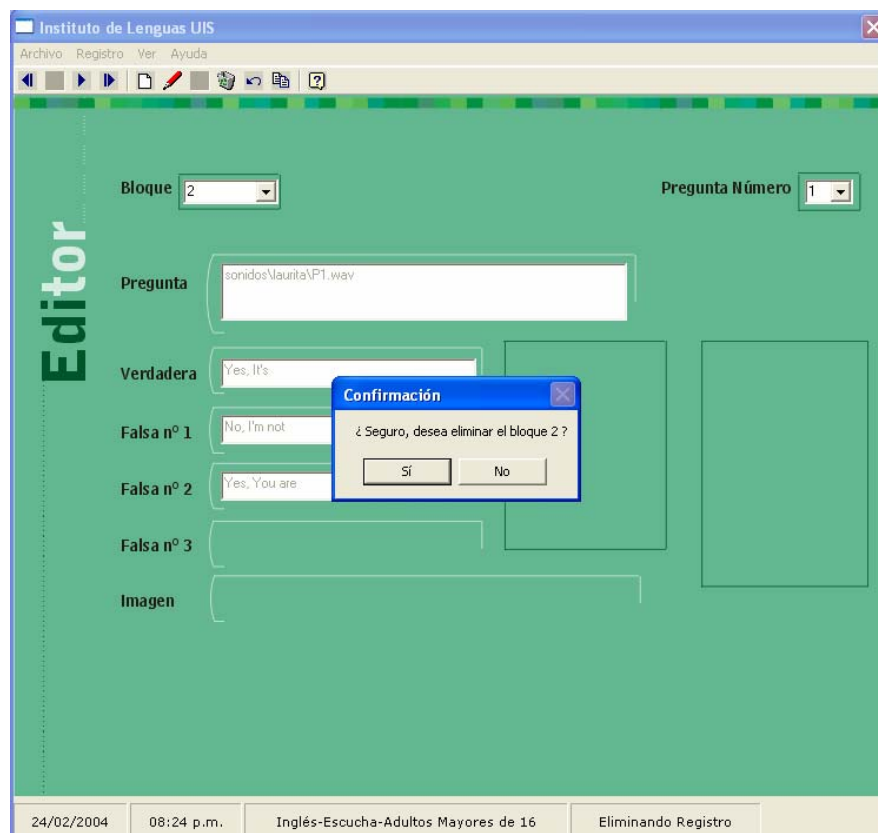 Instituto de Lenguas UIS
Archivo Registro Ver Ayuda
Editor
Bloque 2
Pregunta Número 1
Pregunta sonidos\laurita\P1.wav
Verdadera Yes, It's
Confirmación
Falsa nº 1 No, I'm not
¿ Seguro, desea eliminar el bloque 2 ?
Sí No
Falsa nº 2 Yes, You are
Falsa nº 3
Imagen
24/02/2004 08:24 p.m. Inglés-Escucha-Adultos Mayores de 16 Eliminando Registro